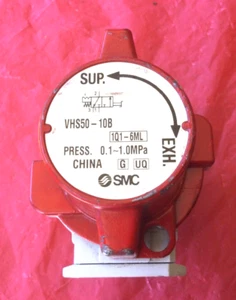 SUP.
VHS50-10B
1Q1-6ML
EXH.
PRESS. 0.1~1.0MPa
CHINA G UQ
SMC